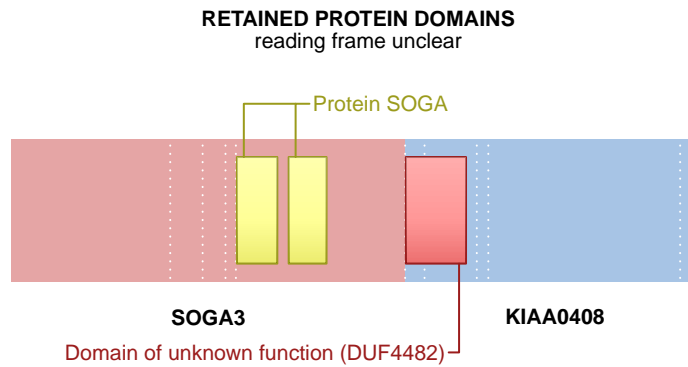 RETAINED PROTEIN DOMAINS
reading frame unclear
Protein SOGA
SOGA3
KIAA0408
Domain of unknown function (DUF4482)